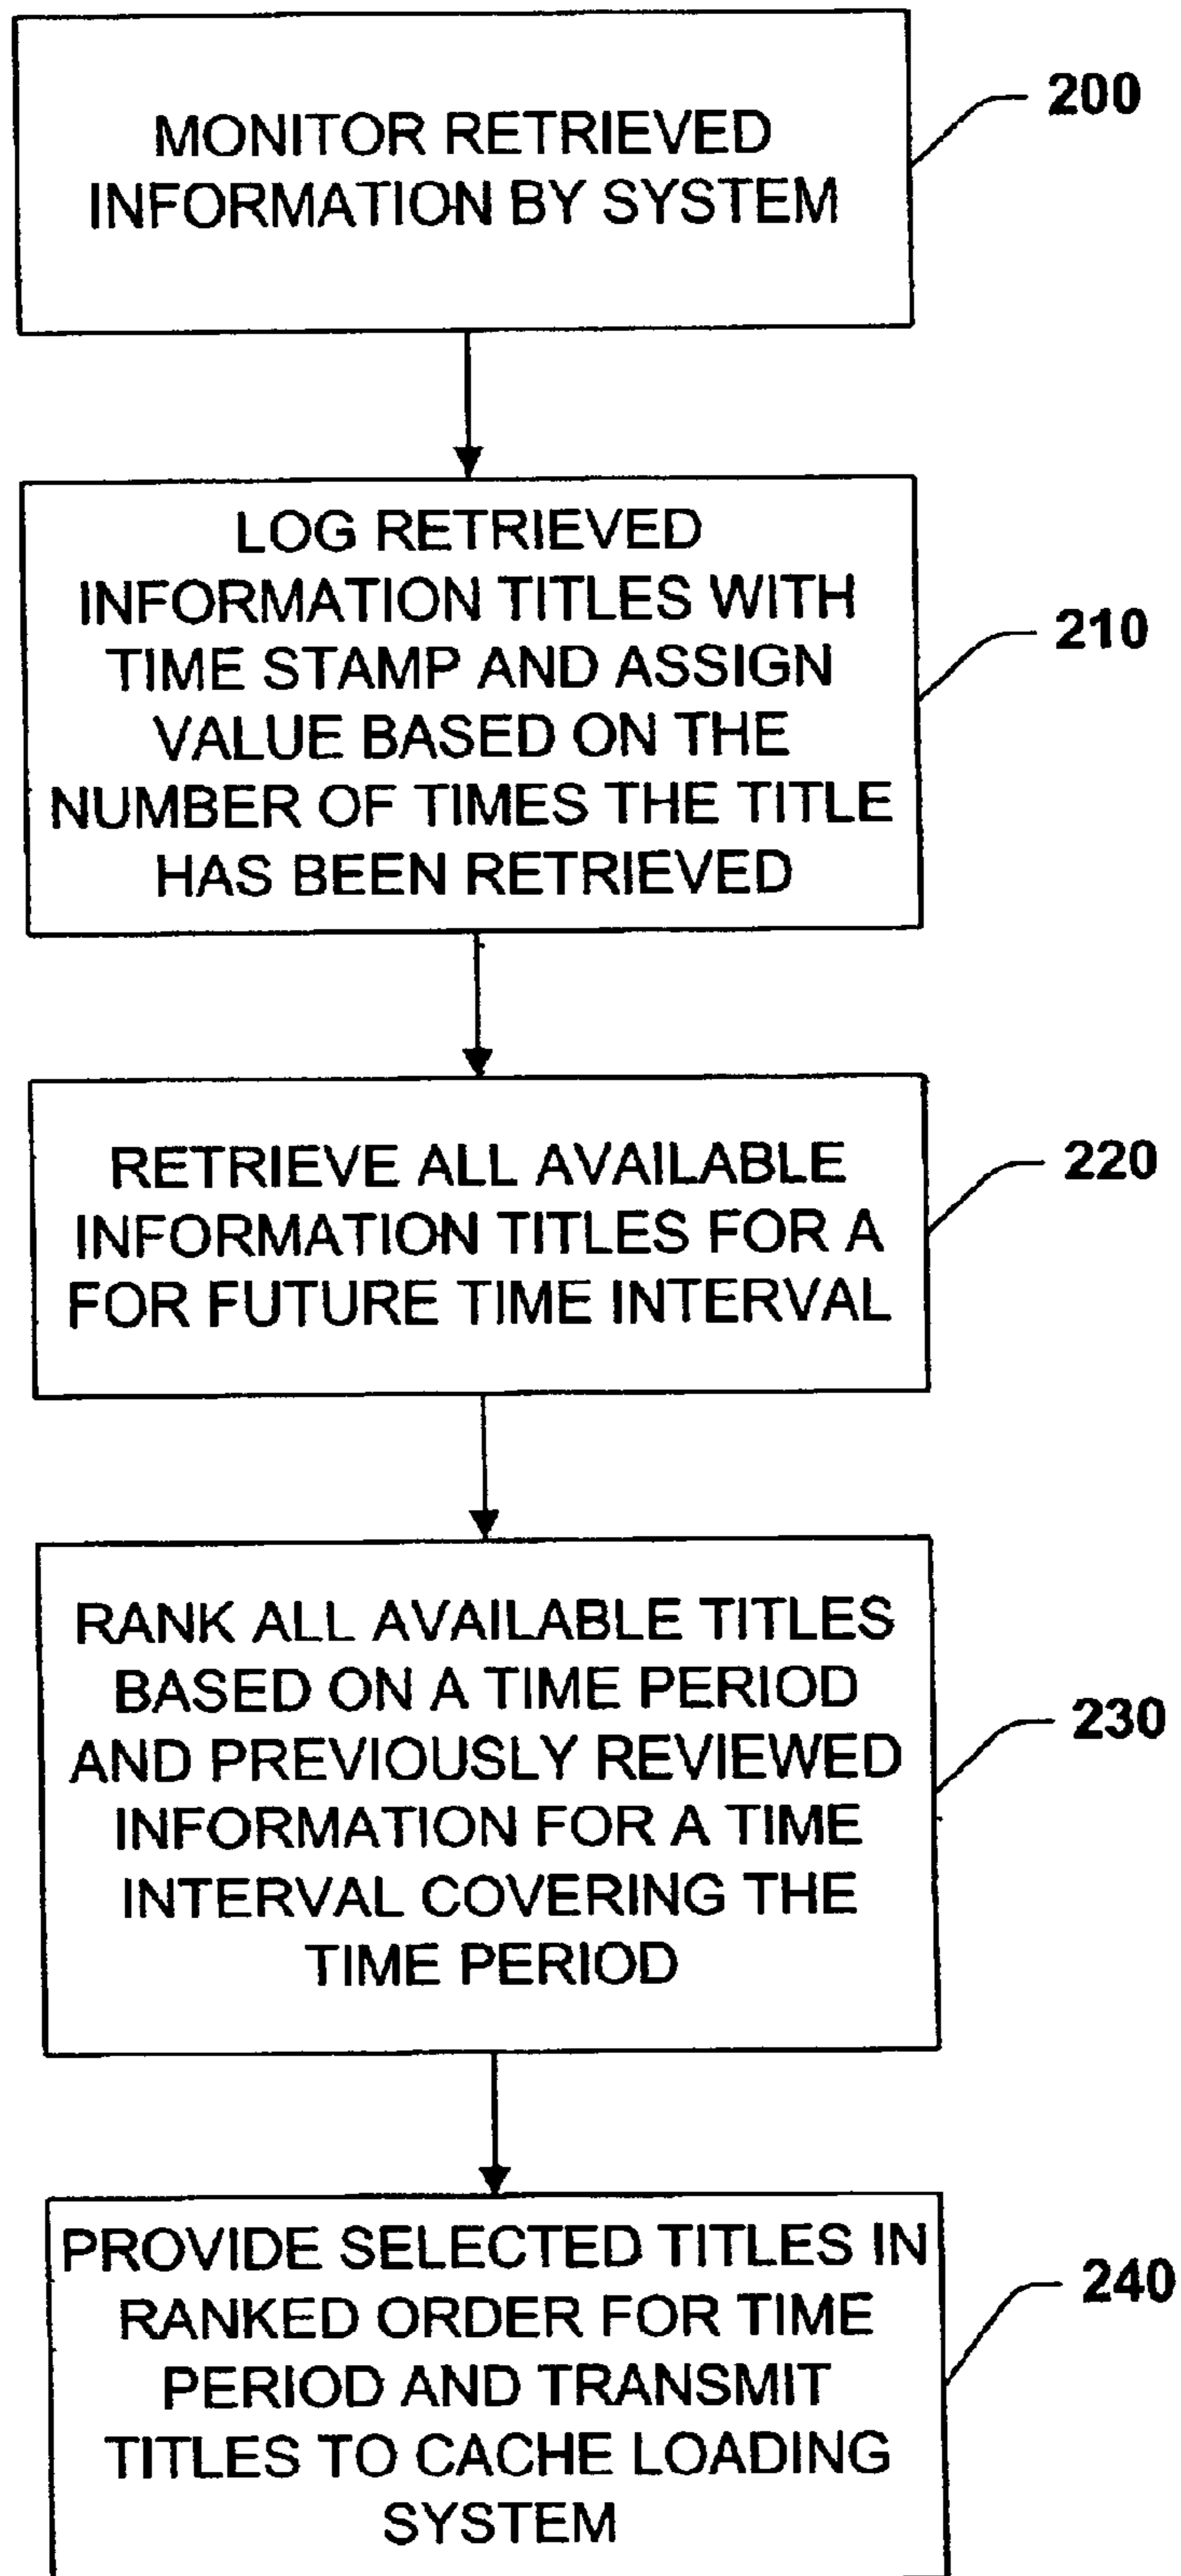 MONITOR RETRIEVED
INFORMATION BY SYSTEM
200
LOG RETRIEVED
INFORMATION TITLES WITH
TIME STAMP AND ASSIGN
VALUE BASED ON THE
NUMBER OF TIMES THE TITLE
HAS BEEN RETRIEVED
210
RETRIEVE ALL AVAILABLE
INFORMATION TITLES FOR A
FOR FUTURE TIME INTERVAL
220
RANK ALL AVAILABLE TITLES
BASED ON A TIME PERIOD
AND PREVIOUSLY REVIEWED
INFORMATION FOR A TIME
INTERVAL COVERING THE
TIME PERIOD
230
PROVIDE SELECTED TITLES IN
RANKED ORDER FOR TIME
PERIOD AND TRANSMIT
TITLES TO CACHE LOADING
SYSTEM
240